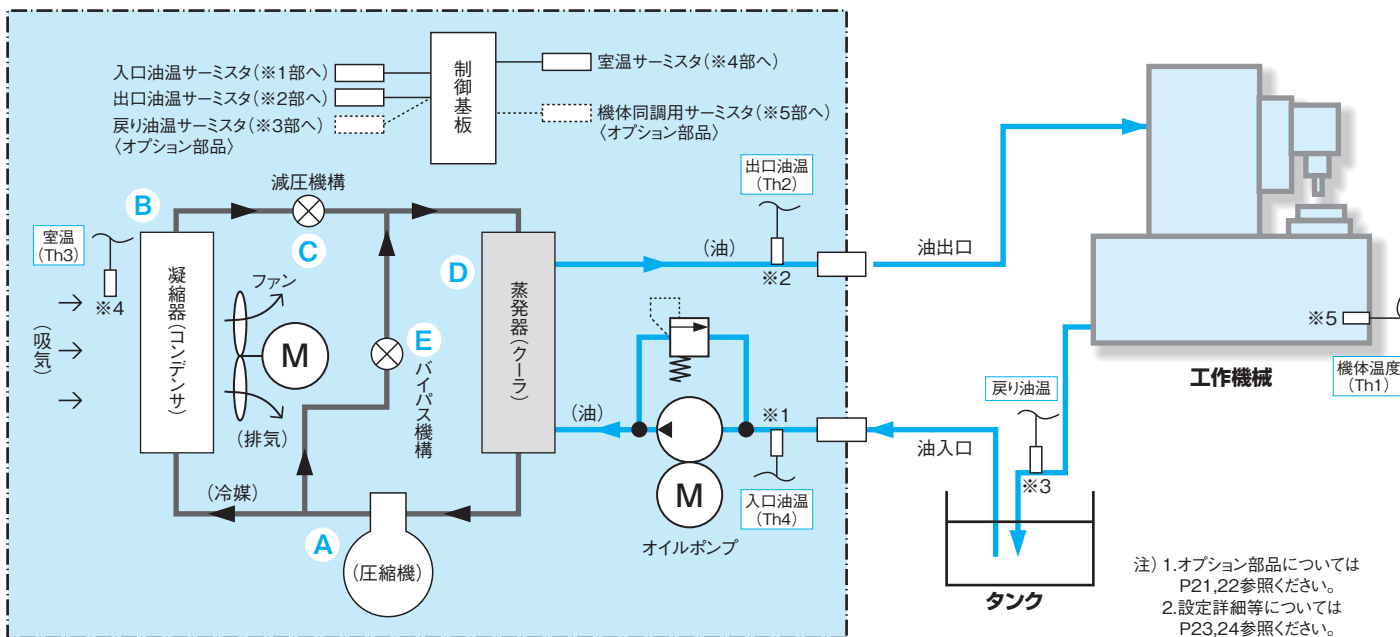 入口油温サーミスタ(※1部へ)
出口油温サーミスタ(※2部へ)
戻り油温サーミスタ(※3部へ)
〈オプション部品〉
制御基板
室温サーミスタ(※4部へ)
機体同調用サーミスタ(※5部へ)
〈オプション部品〉
減圧機構
B
C
室温
(Th3)
※4
(吸気)
凝縮器(コンデンサ)
ファン
M
(排気)
E
バイパス機構
D
蒸発器(クーラ)
(冷媒)
A
(圧縮機)
出口油温
(Th2)
(油)
※2
油出口
(油)
※1
入口油温
(Th4)
M
オイルポンプ
油入口
戻り油温
※3
タンク
※5
機体温度
(Th1)
工作機械
注) 1.オプション部品については
P21,22参照ください。
2.設定詳細等については
P23,24参照ください。